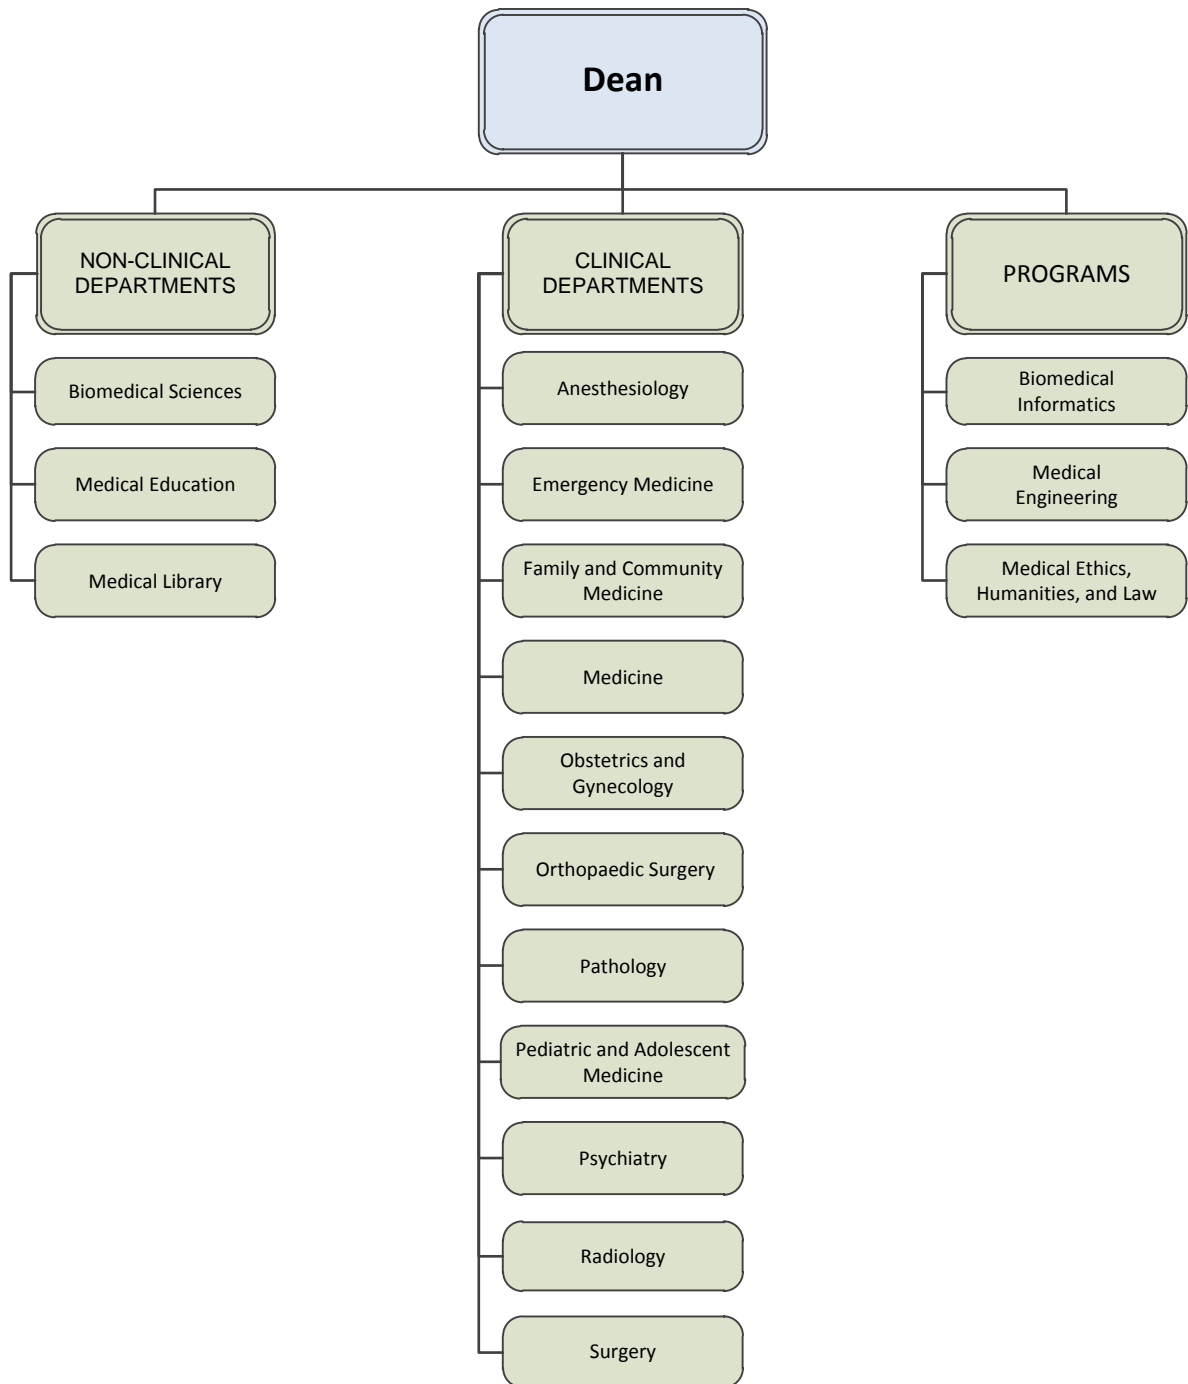 Dean
NON-CLINICAL
DEPARTMENTS
Biomedical Sciences
Medical Education
Medical Library
CLINICAL
DEPARTMENTS
Anesthesiology
Emergency Medicine
Family and Community
Medicine
Medicine
Obstetrics and
Gynecology
Orthopaedic Surgery
Pathology
Pediatric and Adolescent
Medicine
Psychiatry
Radiology
Surgery
PROGRAMS
Biomedical
Informatics
Medical
Engineering
Medical Ethics,
Humanities, and Law